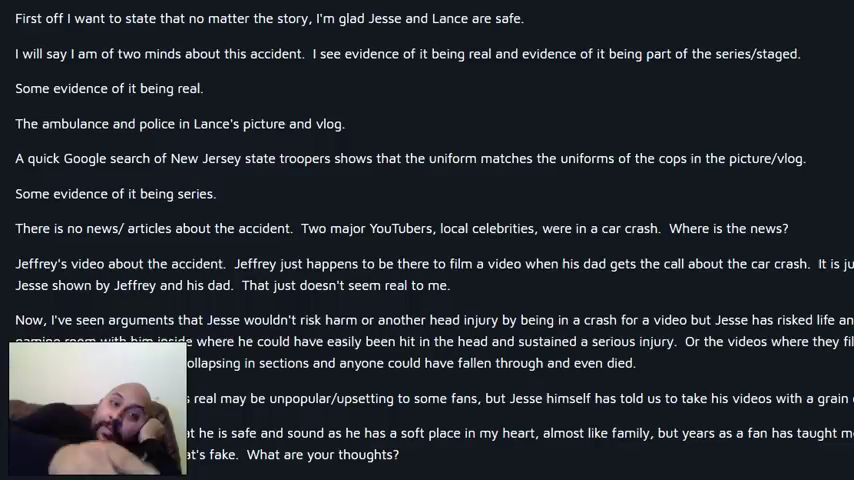 First off I want to state that no matter the story, I'm glad Jesse and Lance are safe.
I will say I am of two minds about this accident.  I see evidence of it being real and evidence of it being part of the series/staged.
Some evidence of it being real.
The ambulance and police in Lance's picture and vlog.
A quick Google search of New Jersey state troopers shows that the uniform matches the uniforms of the cops in the picture/vlog.
Some evidence of it being series.
There is no news/ articles about the accident.  Two major YouTubers, local celebrities, were in a car crash.  Where is the news?
Jeffrey's video about the accident.  Jeffrey just happens to be there to film a video when his dad gets the call about the car crash.  It is
Jesse shown by Jeffrey and his dad.  That just doesn't seem real to me.
Now, I've seen arguments that Jesse wouldn't risk harm or another head injury by being in a crash for a video but Jesse has risked life
where he could have easily been hit in the head and sustained a serious injury.  Or the videos where they
in sections and anyone could have fallen through and even died.
real may be unpopular/upsetting to some fans, but Jesse himself has told us to take his videos with a grain
he is safe and sound as he has a soft place in my heart, almost like family, but years as a fan has taught
fake.  What are your thoughts?